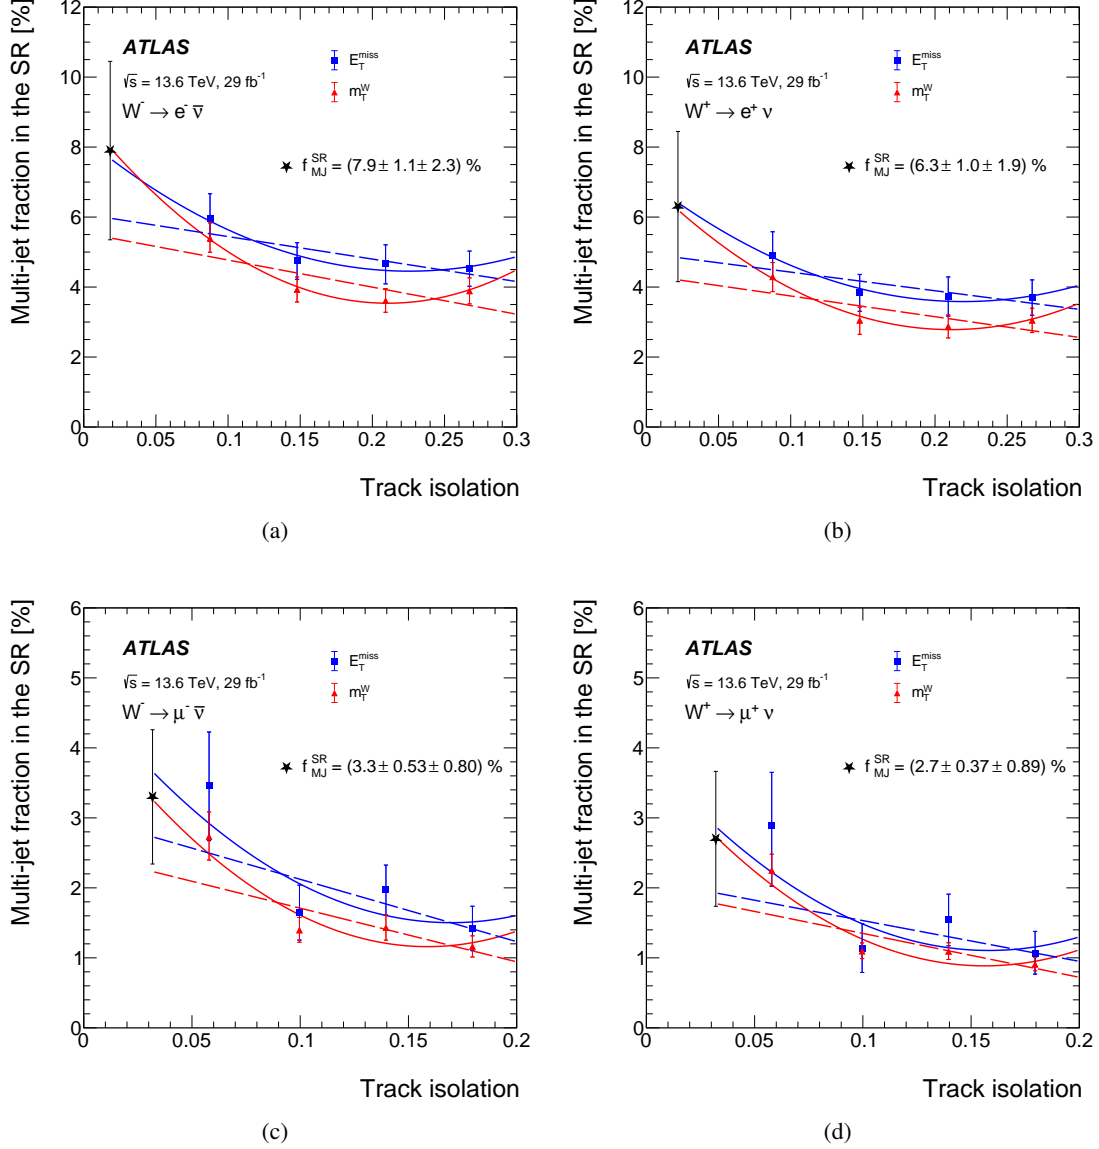 Multi-jet fraction in the SR [%]
12
10
8
6
4
2
0
ATLAS
√s = 13.6 TeV, 29 fb⁻¹
W⁻ → e⁻ ν̅
E_T^miss
m_T^W
f_MJ^SR = (7.9 ± 1.1 ± 2.3) %
0 0.05 0.1 0.15 0.2 0.25 0.3
Track isolation
(a)
Multi-jet fraction in the SR [%]
12
10
8
6
4
2
0
ATLAS
√s = 13.6 TeV, 29 fb⁻¹
W⁺ → e⁺ ν
E_T^miss
m_T^W
f_MJ^SR = (6.3 ± 1.0 ± 1.9) %
0 0.05 0.1 0.15 0.2 0.25 0.3
Track isolation
(b)
Multi-jet fraction in the SR [%]
6
5
4
3
2
1
0
ATLAS
√s = 13.6 TeV, 29 fb⁻¹
W⁻ → μ⁻ ν̅
E_T^miss
m_T^W
f_MJ^SR = (3.3 ± 0.53 ± 0.80) %
0 0.05 0.1 0.15 0.2
Track isolation
(c)
Multi-jet fraction in the SR [%]
6
5
4
3
2
1
0
ATLAS
√s = 13.6 TeV, 29 fb⁻¹
W⁺ → μ⁺ ν
E_T^miss
m_T^W
f_MJ^SR = (2.7 ± 0.37 ± 0.89) %
0 0.05 0.1 0.15 0.2
Track isolation
(d)